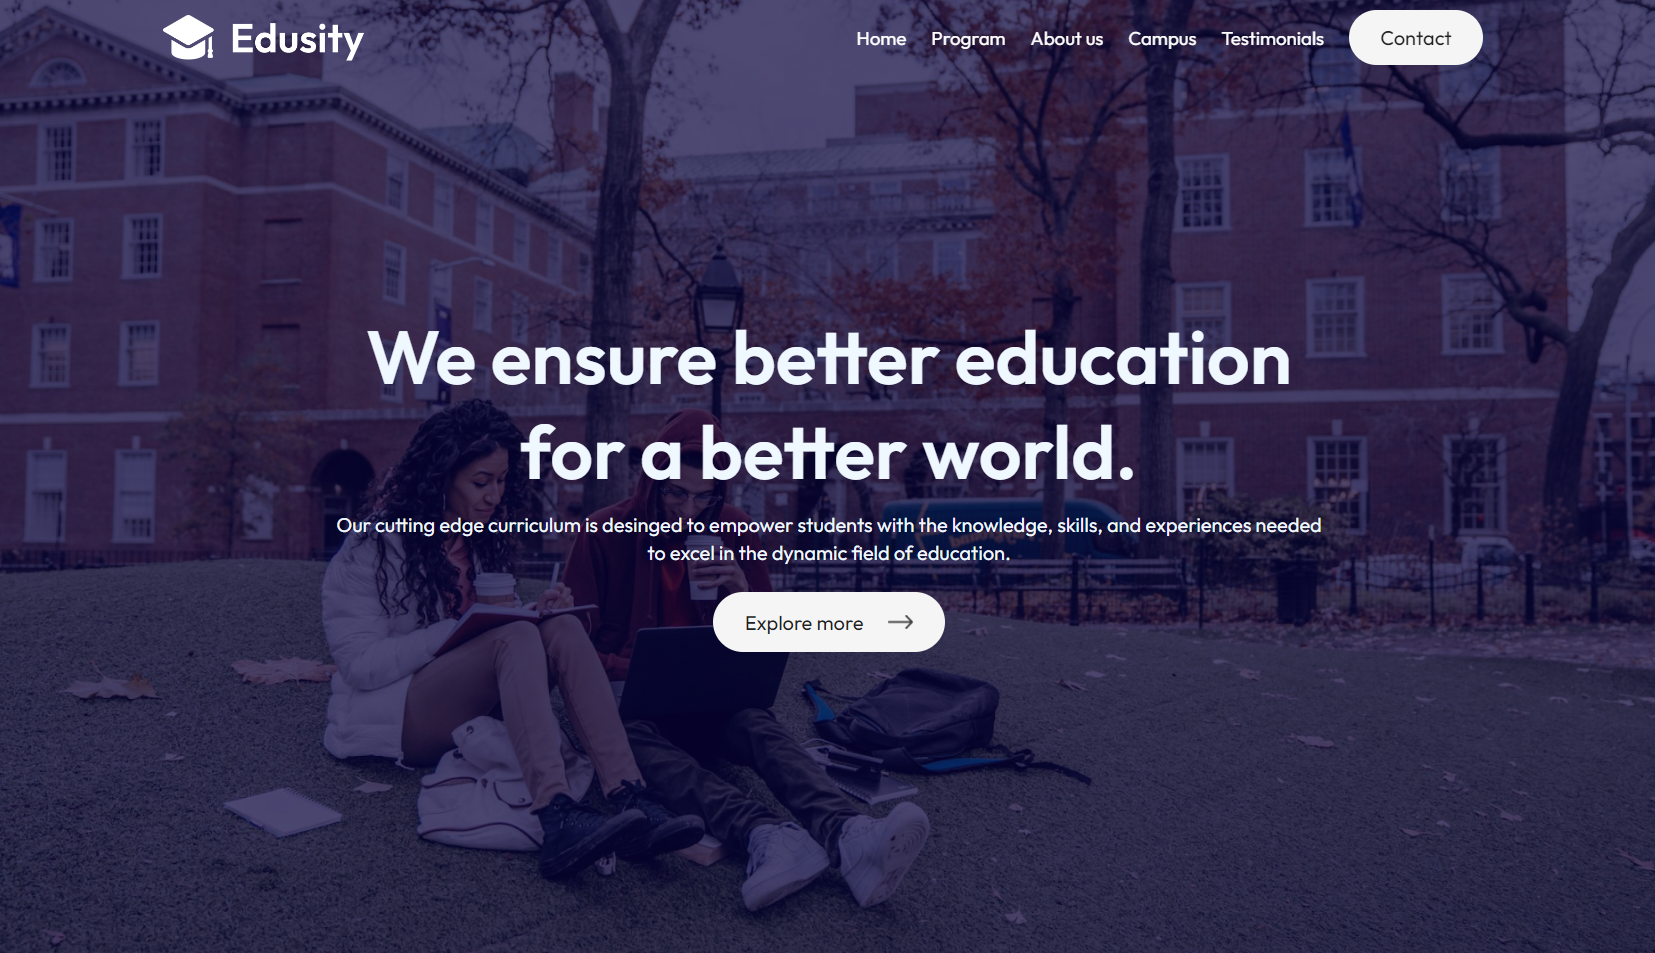 Edusity
Home Program About us Campus Testimonials Contact
We ensure better education
for a better world.
Our cutting edge curriculum is desinged to empower students with the knowledge, skills, and experiences needed
to excel in the dynamic field of education.
Explore more